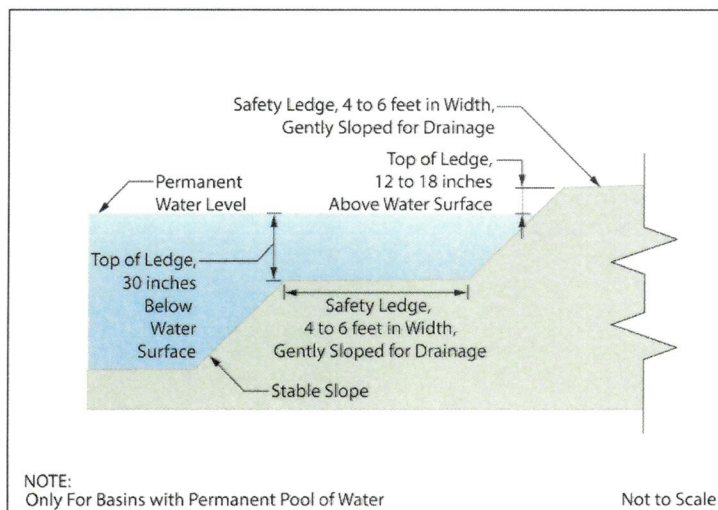 Safety Ledge, 4 to 6 feet in Width,
Gently Sloped for Drainage
Top of Ledge,
12 to 18 inches
Above Water Surface
Permanent
Water Level
Top of Ledge,
30 inches
Below
Water
Surface
Safety Ledge,
4 to 6 feet in Width,
Gently Sloped for Drainage
Stable Slope
NOTE:
Only For Basins with Permanent Pool of Water
Not to Scale